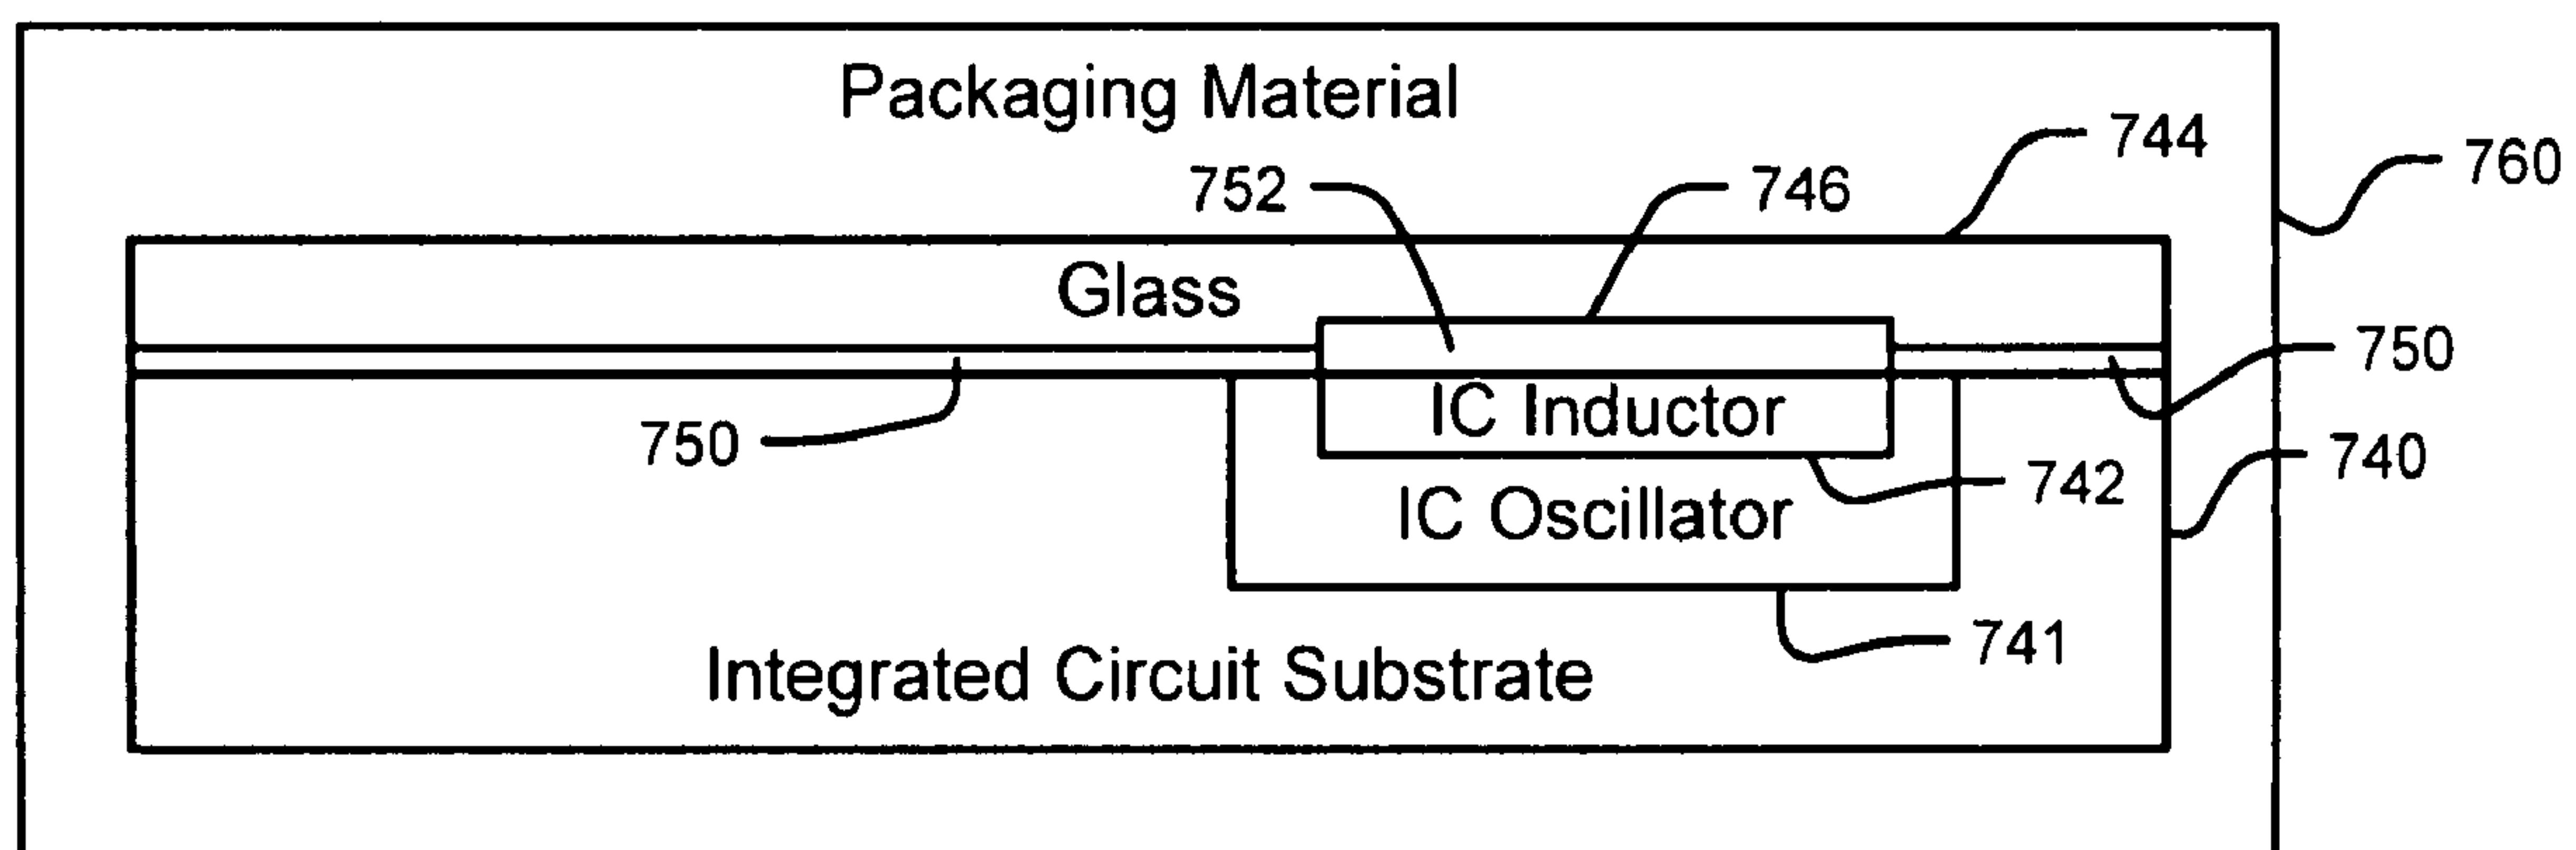 Packaging Material
744
760
752
746
Glass
750
750
IC Inductor
740
742
IC Oscillator
741
Integrated Circuit Substrate